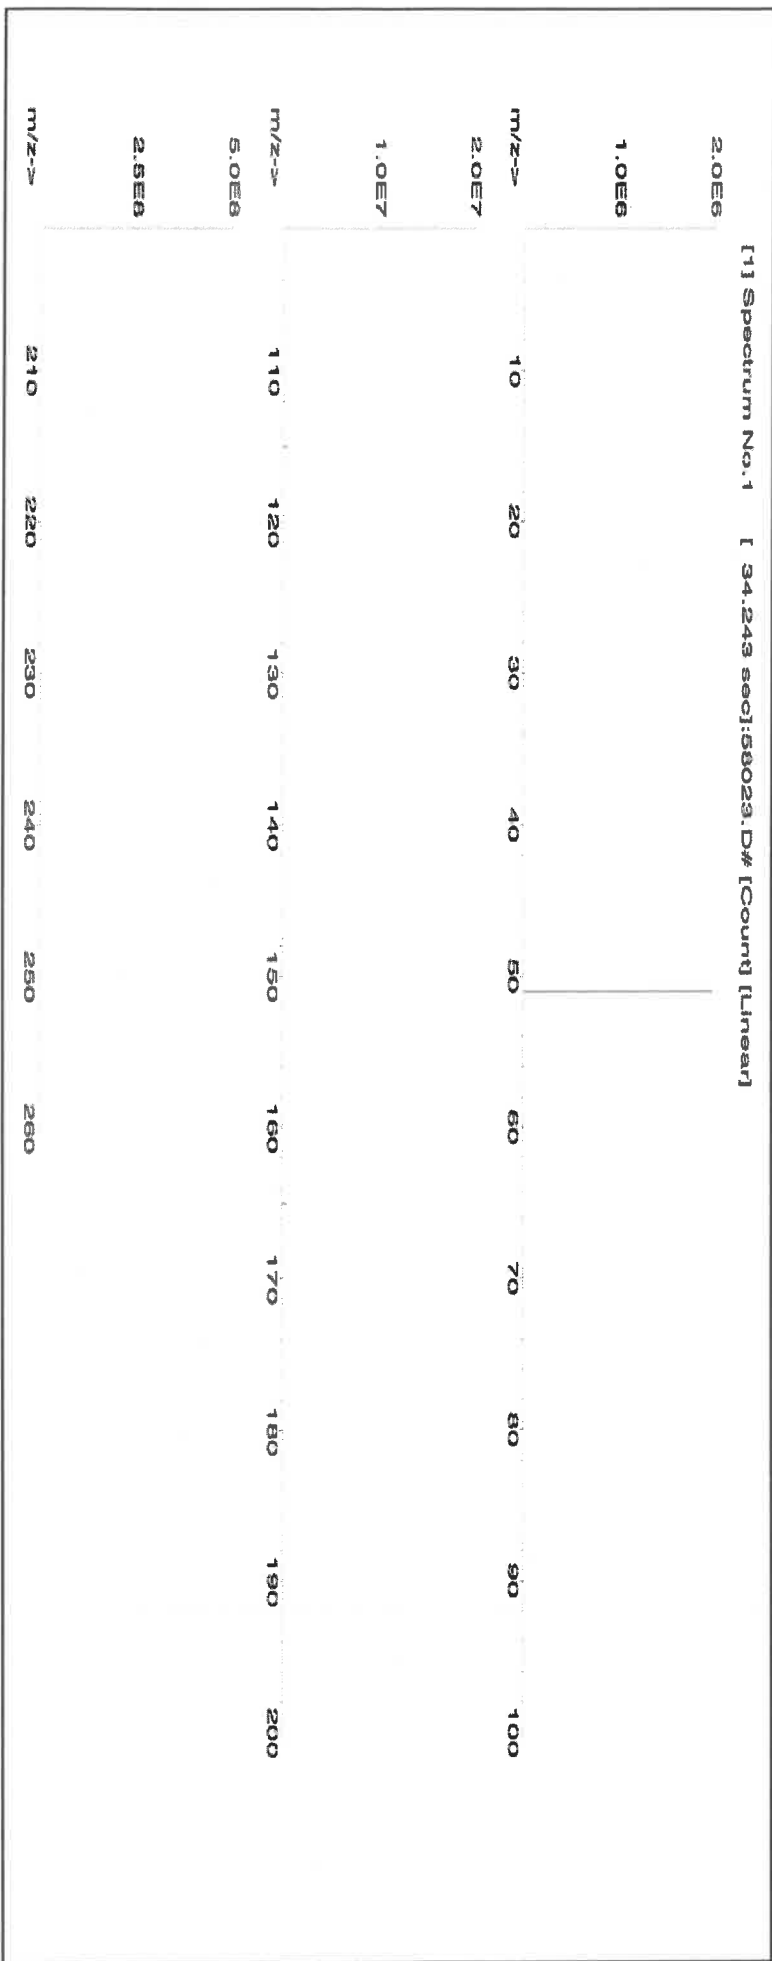 [1] Spectrum No.1 [ 34.243 sec]:58023.D# [Count] [Linear]
2.0E6
1.0E6
m/z->
10 20 30 40 50 60 70 80 90 100
2.0E7
1.0E7
m/z->
110 120 130 140 150 160 170 180 190 200
5.0E6
2.5E6
m/z->
210 220 230 240 250 260